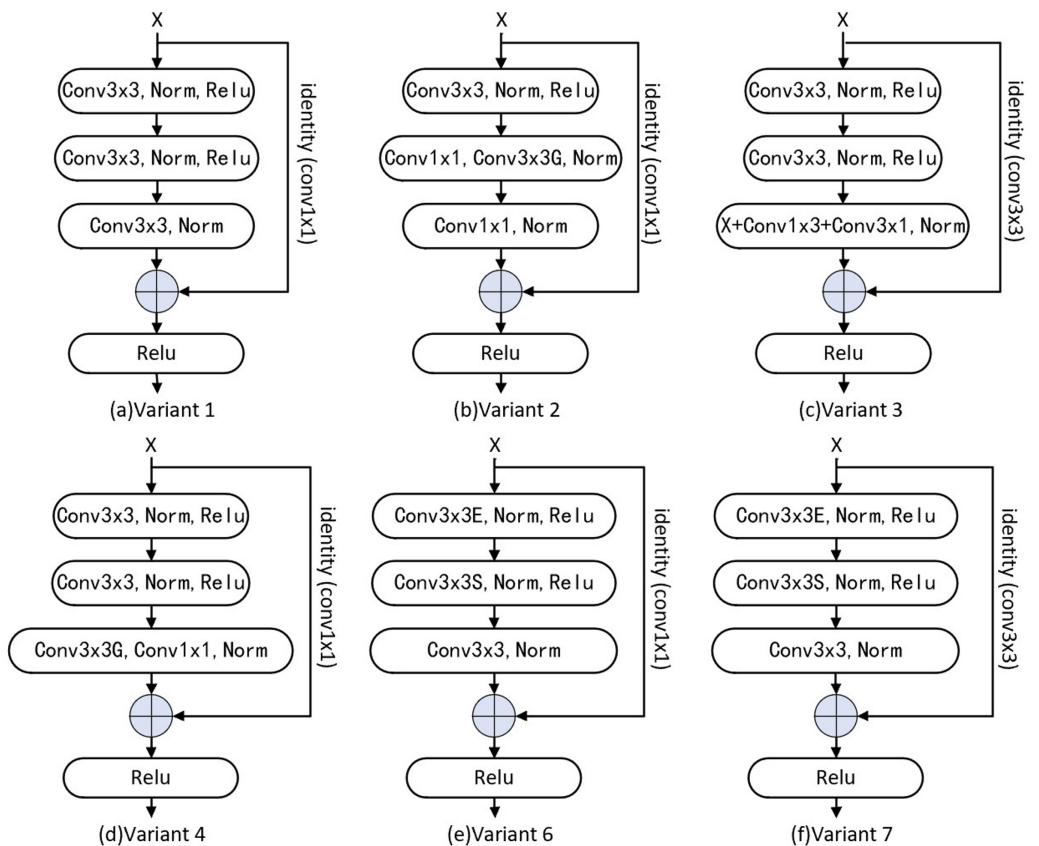 X
Conv3x3, Norm, Relu
Conv3x3, Norm, Relu
Conv3x3, Norm
Relu
identity (conv1x1)
(a)Variant 1
X
Conv3x3, Norm, Relu
Conv1x1, Conv3x3G, Norm
Conv1x1, Norm
Relu
identity (conv1x1)
(b)Variant 2
X
Conv3x3, Norm, Relu
Conv3x3, Norm, Relu
X+Conv1x3+Conv3x1, Norm
Relu
identity (conv3x3)
(c)Variant 3
X
Conv3x3, Norm, Relu
Conv3x3, Norm, Relu
Conv3x3G, Conv1x1, Norm
Relu
identity (conv1x1)
(d)Variant 4
X
Conv3x3E, Norm, Relu
Conv3x3S, Norm, Relu
Conv3x3, Norm
Relu
identity (conv1x1)
(e)Variant 6
X
Conv3x3E, Norm, Relu
Conv3x3S, Norm, Relu
Conv3x3, Norm
Relu
identity (conv3x3)
(f)Variant 7